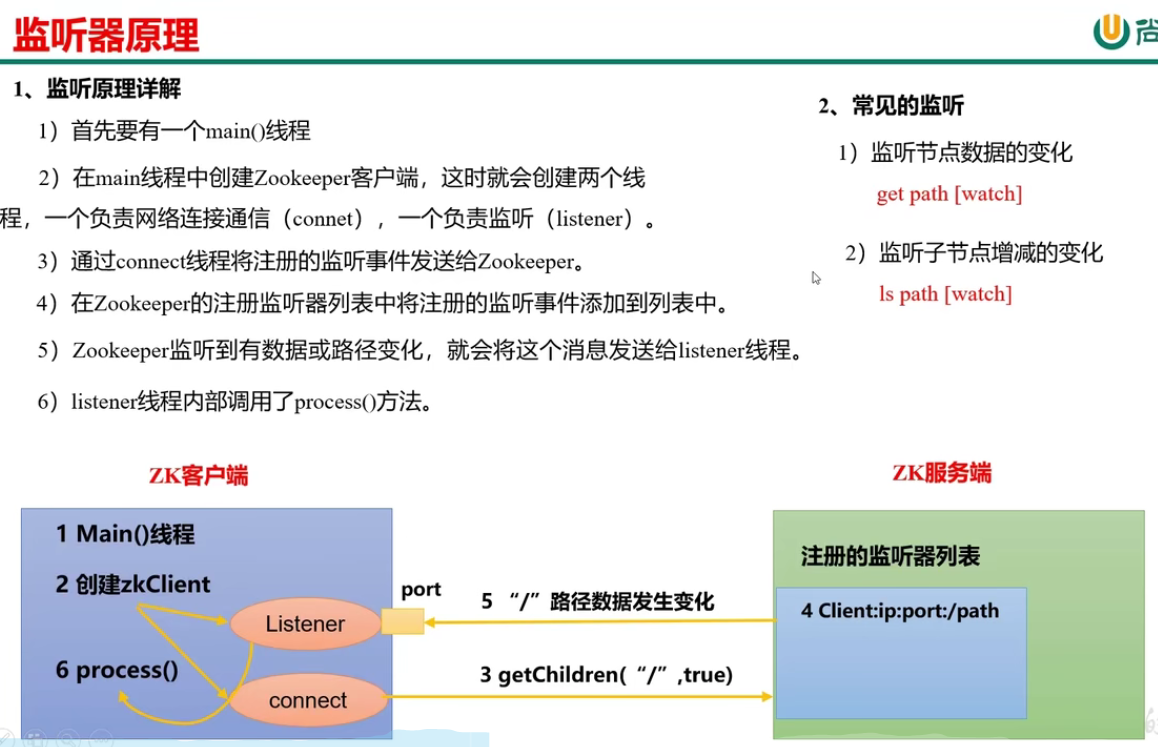 监听器原理
尚
1、监听原理详解
1）首先要有一个main()线程
2）在main线程中创建Zookeeper客户端，这时就会创建两个线
程，一个负责网络连接通信（connet），一个负责监听（listener）。
3）通过connect线程将注册的监听事件发送给Zookeeper。
4）在Zookeeper的注册监听器列表中将注册的监听事件添加到列表中。
5）Zookeeper监听到有数据或路径变化，就会将这个消息发送给listener线程。
6）listener线程内部调用了process()方法。
2、常见的监听
1）监听节点数据的变化
get path [watch]
2）监听子节点增减的变化
ls path [watch]
ZK客户端
1 Main()线程
2 创建zkClient
6 process()
Listener
connect
port
5 “/”路径数据发生变化
3 getChildren(“/”,true)
ZK服务端
注册的监听器列表
4 Client:ip:port:/path